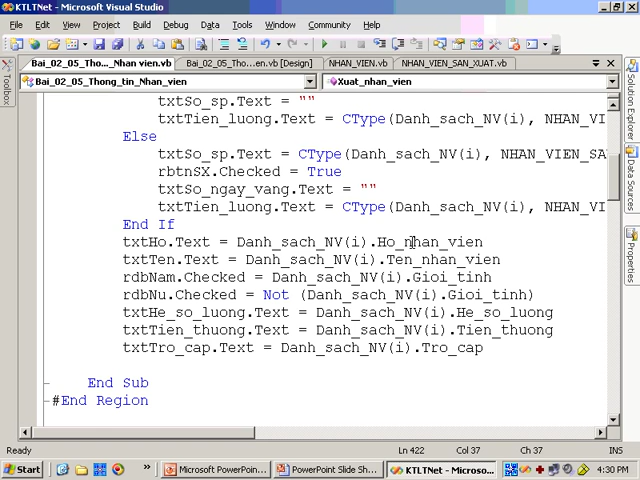 KTLTNet - Microsoft Visual Studio
File Edit View Project Build Debug Data Tools Window Community Help
Bai_02_05_Tho..._Nhan vien.vb Bai_02_05_Tho...en.vb [Design] NHAN_VIEN.vb NHAN_VIEN_SAN_XUAT.vb
Bai_02_05_Thong_tin_Nhan_vien Xuat_nhan_vien
Toolbox
Solution Explorer
Data Sources
Properties
txtSo_sp.Text = ""
txtTien_luong.Text = CType(Danh_sach_NV(i), NHAN_VI
Else
txtSo_sp.Text = CType(Danh_sach_NV(i), NHAN_VIEN_SA
rbtnSX.Checked = True
txtSo_ngay_vang.Text = ""
txtTien_luong.Text = CType(Danh_sach_NV(i), NHAN_VI
End If
txtHo.Text = Danh_sach_NV(i).Ho_nhan_vien
txtTen.Text = Danh_sach_NV(i).Ten_nhan_vien
rdbNam.Checked = Danh_sach_NV(i).Gioi_tinh
rdbNu.Checked = Not (Danh_sach_NV(i).Gioi_tinh)
txtHe_so_luong.Text = Danh_sach_NV(i).He_so_luong
txtTien_thuong.Text = Danh_sach_NV(i).Tien_thuong
txtTro_cap.Text = Danh_sach_NV(i).Tro_cap
End Sub
#End Region
Ready Ln 422 Col 37 Ch 37 INS
Start » Microsoft PowerPoin... PowerPoint Slide Sh... KTLTNet - Microso... 4:30 PM